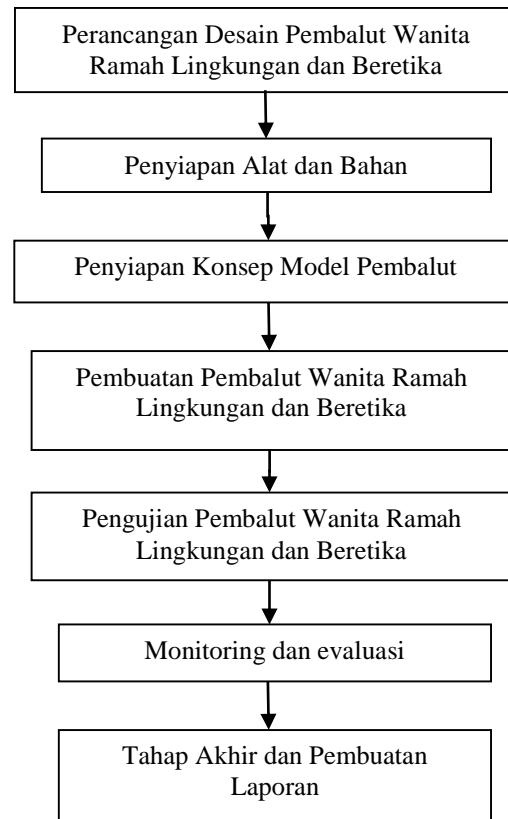 Perancangan Desain Pembalut Wanita
Ramah Lingkungan dan Beretika
Penyiapan Alat dan Bahan
Penyiapan Konsep Model Pembalut
Pembuatan Pembalut Wanita Ramah
Lingkungan dan Beretika
Pengujian Pembalut Wanita Ramah
Lingkungan dan Beretika
Monitoring dan evaluasi
Tahap Akhir dan Pembuatan
Laporan